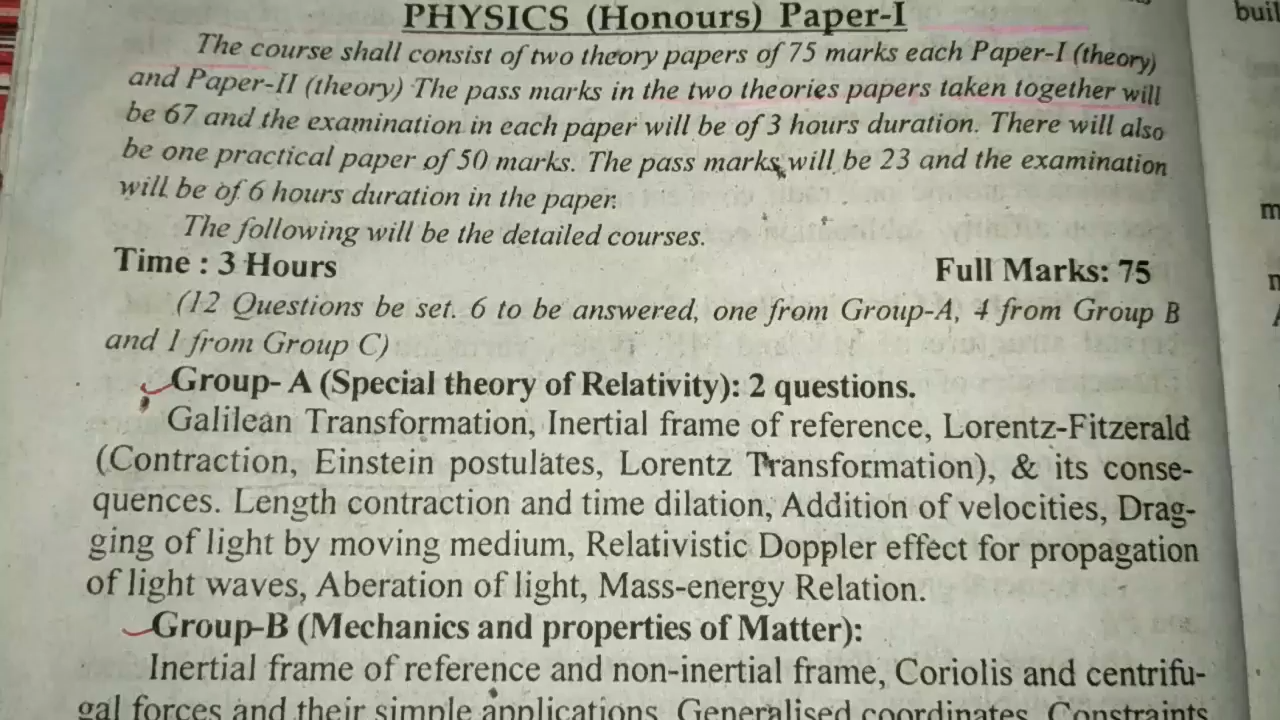 PHYSICS (Honours) Paper-I
The course shall consist of two theory papers of 75 marks each Paper-I (theory)
and Paper-II (theory) The pass marks in the two theories papers taken together will
be 67 and the examination in each paper will be of 3 hours duration. There will also
be one practical paper of 50 marks. The pass marks will be 23 and the examination
will be of 6 hours duration in the paper.
The following will be the detailed courses.
Time : 3 Hours Full Marks: 75
(12 Questions be set. 6 to be answered, one from Group-A, 4 from Group B
and 1 from Group C)
Group- A (Special theory of Relativity): 2 questions.
Galilean Transformation, Inertial frame of reference, Lorentz-Fitzerald
(Contraction, Einstein postulates, Lorentz Transformation), & its conse-
quences. Length contraction and time dilation, Addition of velocities, Drag-
ging of light by moving medium, Relativistic Doppler effect for propagation
of light waves, Aberation of light, Mass-energy Relation.
Group-B (Mechanics and properties of Matter):
Inertial frame of reference and non-inertial frame, Coriolis and centrifu-
gal forces and their simple applications. Generalised coordinates. Constraints